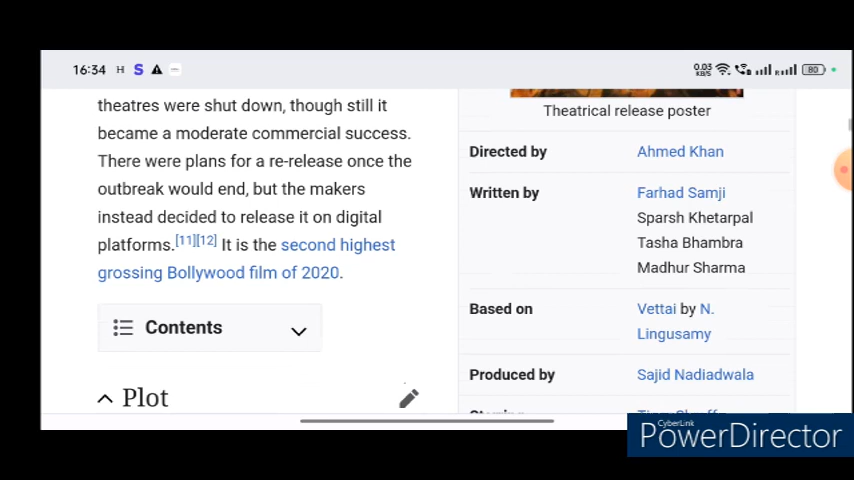 16:34 H S
0.03 KB/S 80
theatres were shut down, though still it
became a moderate commercial success.
There were plans for a re-release once the
outbreak would end, but the makers
instead decided to release it on digital
platforms.[11][12] It is the second highest
grossing Bollywood film of 2020.
Contents
Plot
Theatrical release poster
Directed by Ahmed Khan
Written by Farhad Samji
Sparsh Khetarpal
Tasha Bhambra
Madhur Sharma
Based on Vettai by N.
Lingusamy
Produced by Sajid Nadiadwala
CyberLink
PowerDirector